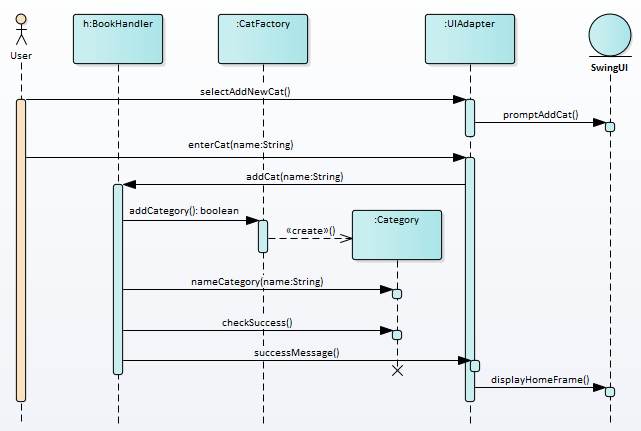 h:BookHandler
:CatFactory
:UIAdapter
User
SwingUI
selectAddNewCat()
promptAddCat()
enterCat(name:String)
addCat(name:String)
addCategory(): boolean
:Category
«create»()
nameCategory(name:String)
checkSuccess()
successMessage()
displayHomeFrame()